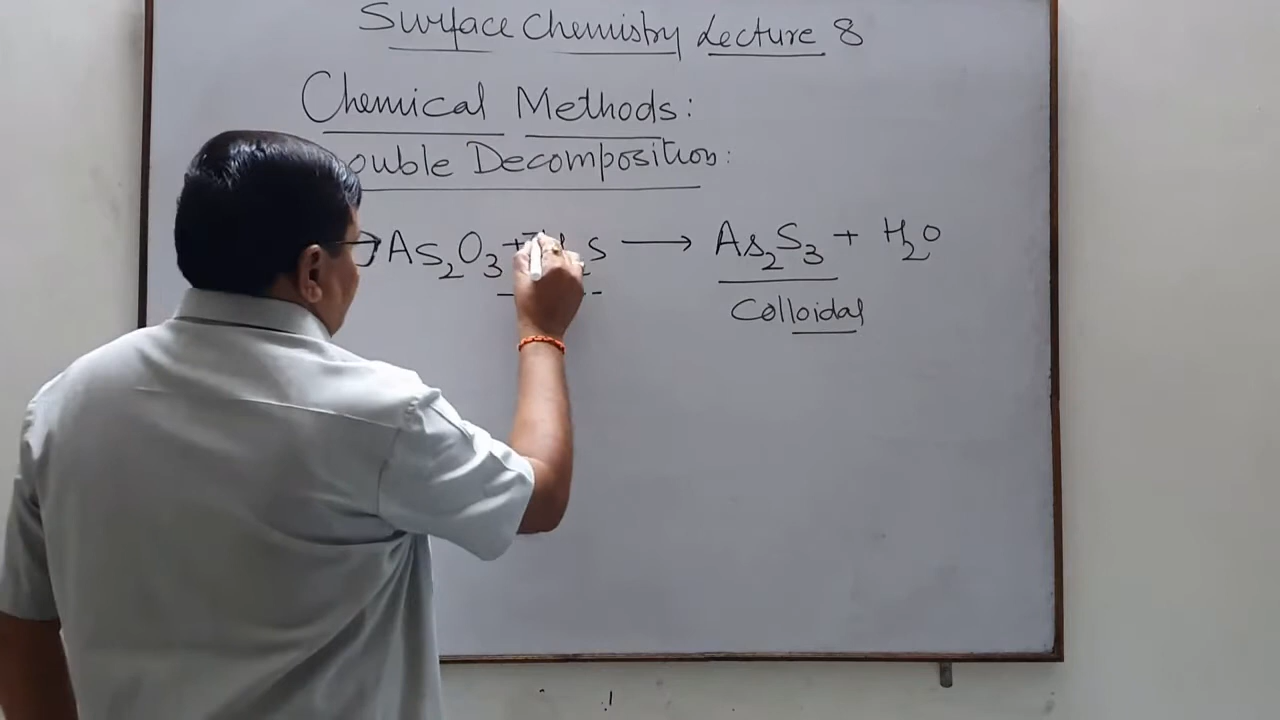 Surface Chemistry Lecture 8
Chemical Methods:
Decomposition:
As₂O₃ + S → As₂S₃ + H₂O
Colloidal